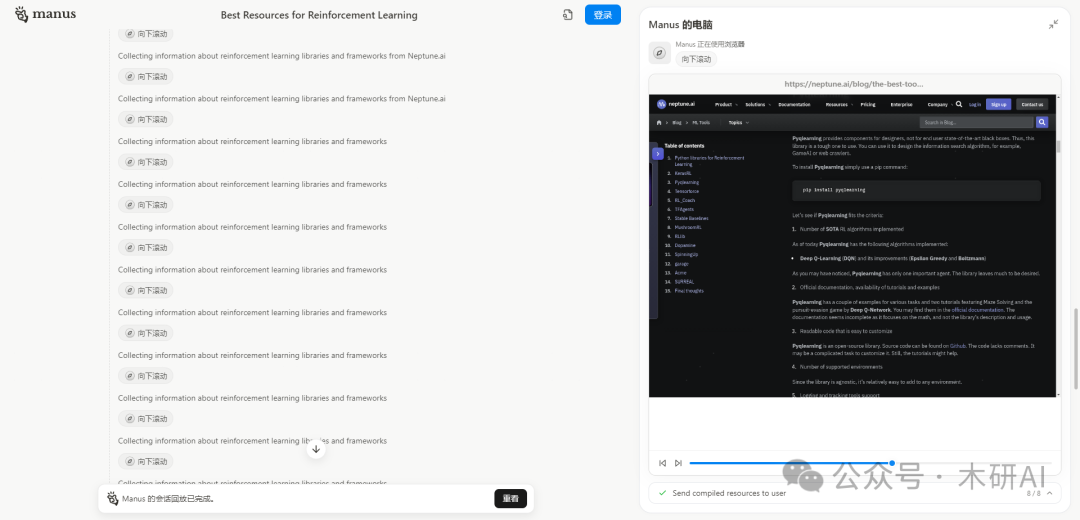 manus
Best Resources for Reinforcement Learning
登录
向下滚动
Collecting information about reinforcement learning libraries and frameworks from Neptune.ai
向下滚动
Collecting information about reinforcement learning libraries and frameworks from Neptune.ai
向下滚动
Collecting information about reinforcement learning libraries and frameworks
向下滚动
Collecting information about reinforcement learning libraries and frameworks
向下滚动
Collecting information about reinforcement learning libraries and frameworks
向下滚动
Collecting information about reinforcement learning libraries and frameworks
向下滚动
Collecting information about reinforcement learning libraries and frameworks
向下滚动
Collecting information about reinforcement learning libraries and frameworks
向下滚动
Collecting information about reinforcement learning libraries and frameworks
向下滚动
Collecting information about reinforcement learning libraries and frameworks
向下滚动
Collecting information about reinforcement learning libraries and frameworks
Manus 的会话回放已完成。
重看
Manus 的电脑
Manus 正在使用浏览器
向下滚动
https://neptune.ai/blog/the-best-too...
neptune.ai Product Solutions Documentation Resources Pricing Enterprise Company Log in Sign up Contact us
Blog > ML Tools Topics Search in Blog...
Table of contents
1. Python libraries for Reinforcement
Learning
2. KerasRL
3. Pyqlearning
4. Tensorforce
5. RL_Coach
6. TFAgents
7. Stable Baselines
8. MushroomRL
9. RLlib
10. Dopamine
11. SpinningUp
12. garage
13. Acme
14. SURREAL
15. Final thoughts
Pyqlearning provides components for designers, not for end user state-of-the-art black boxes. Thus, this
library is a tough one to use. You can use it to design the information search algorithm, for example,
GameAI or web crawlers.
To install Pyqlearning simply use a pip command:
pip install pyqlearning
Let's see if Pyqlearning fits the criteria:
1. Number of SOTA RL algorithms implemented
As of today Pyqlearning has the following algorithms implemented:
• Deep Q-Learning (DQN) and its improvements (Epsilon Greedy and Boltzmann)
As you may have noticed, Pyqlearning has only one important agent. The library leaves much to be desired.
2. Official documentation, availability of tutorials and examples
Pyqlearning has a couple of examples for various tasks and two tutorials featuring Maze Solving and the
pursuit-evasion game by Deep Q-Network. You may find them in the official documentation. The
documentation seems incomplete as it focuses on the math, and not the library's description and usage.
3. Readable code that is easy to customize
Pyqlearning is an open-source library. Source code can be found on Github. The code lacks comments. It
may be a complicated task to customize it. Still, the tutorials might help.
4. Number of supported environments
Since the library is agnostic, it's relatively easy to add to any environment.
5. Logging and tracking tools support
Send compiled resources to user
8 / 8
公众号 · 木研AI